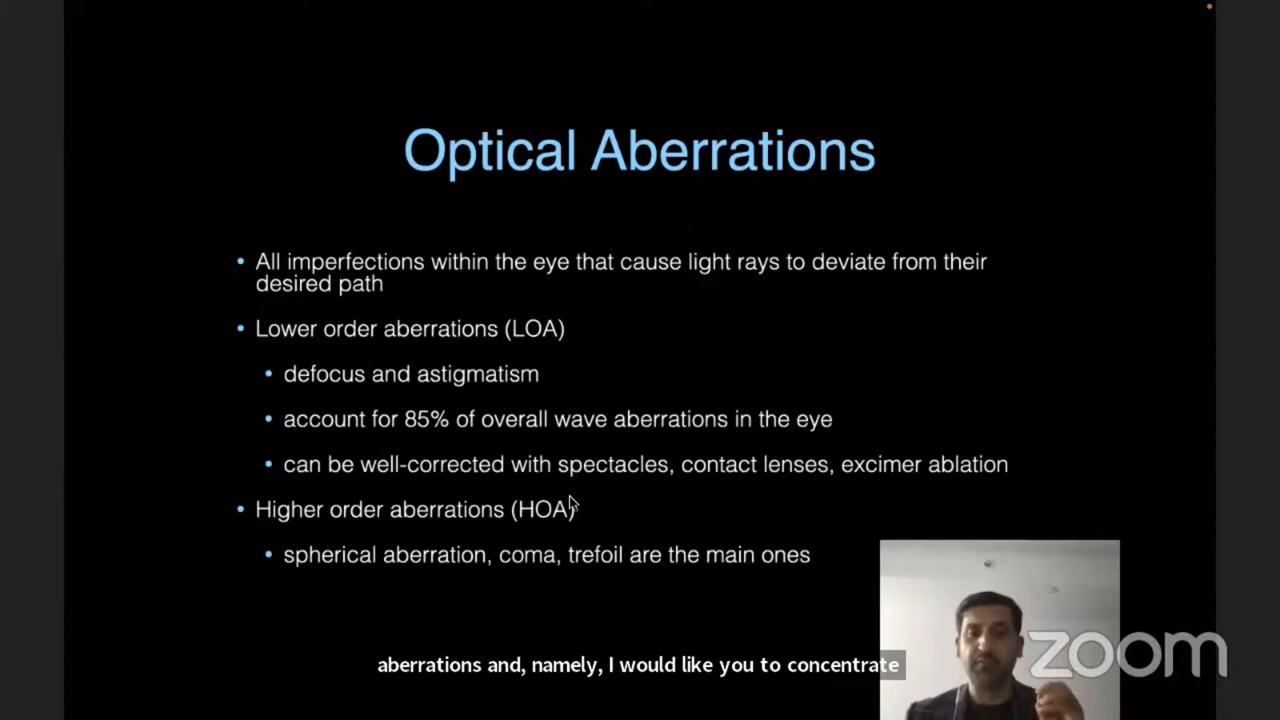 Optical Aberrations
• All imperfections within the eye that cause light rays to deviate from their
desired path
• Lower order aberrations (LOA)
• defocus and astigmatism
• account for 85% of overall wave aberrations in the eye
• can be well-corrected with spectacles, contact lenses, excimer ablation
• Higher order aberrations (HOA)
• spherical aberration, coma, trefoil are the main ones
zoom
aberrations and, namely, I would like you to concentrate